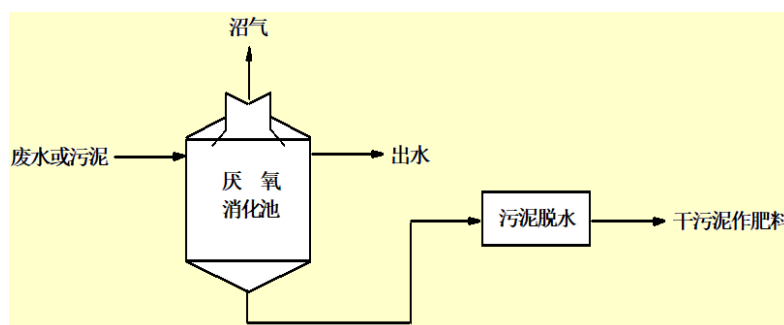 沼气
废水或污泥
出水
厌 氧
消化池
污泥脱水
干污泥作肥料